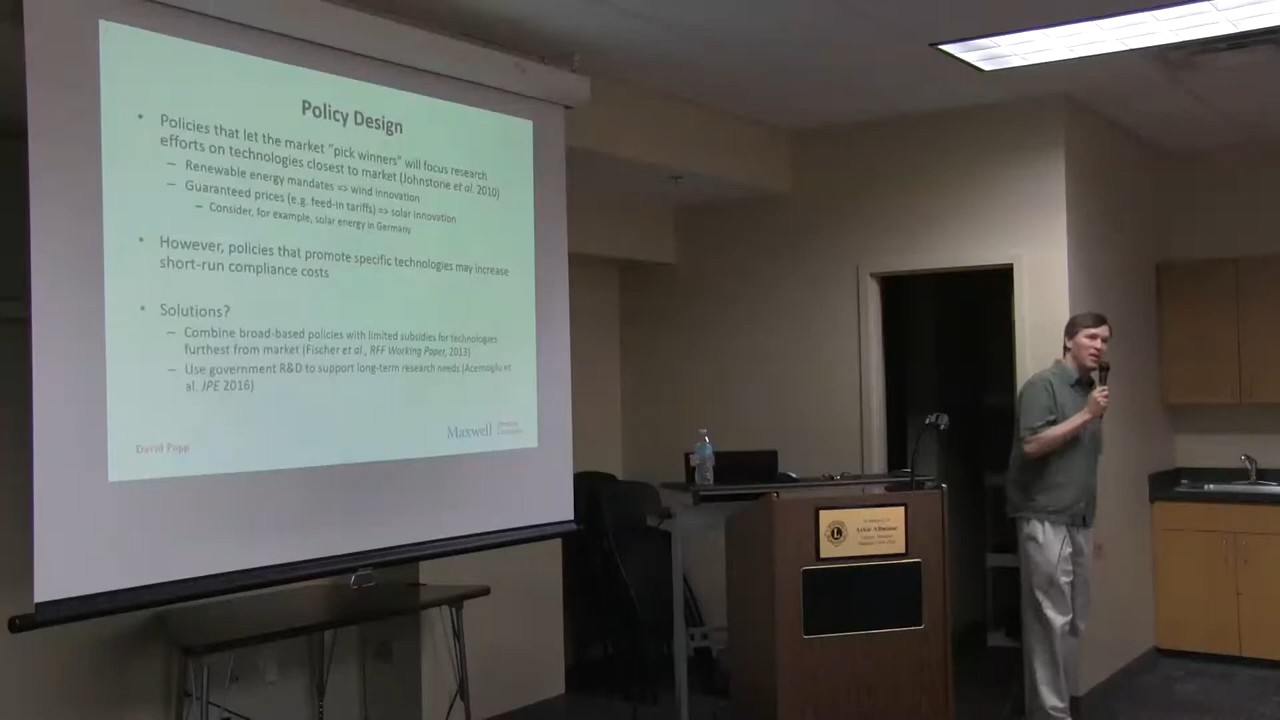 Policy Design
• Policies that let the market "pick winners" will focus research
efforts on technologies closest to market (Johnstone et al. 2010)
– Renewable energy mandates => wind innovation
– Guaranteed prices (e.g. feed-in tariffs) => solar innovation
– Consider, for example, solar energy in Germany
• However, policies that promote specific technologies may increase
short-run compliance costs
• Solutions?
– Combine broad-based policies with limited subsidies for technologies
furthest from market (Fischer et al., RFF Working Paper, 2013)
– Use government R&D to support long-term research needs (Acemoglu et
al. JPE 2016)
David Popp
Maxwell